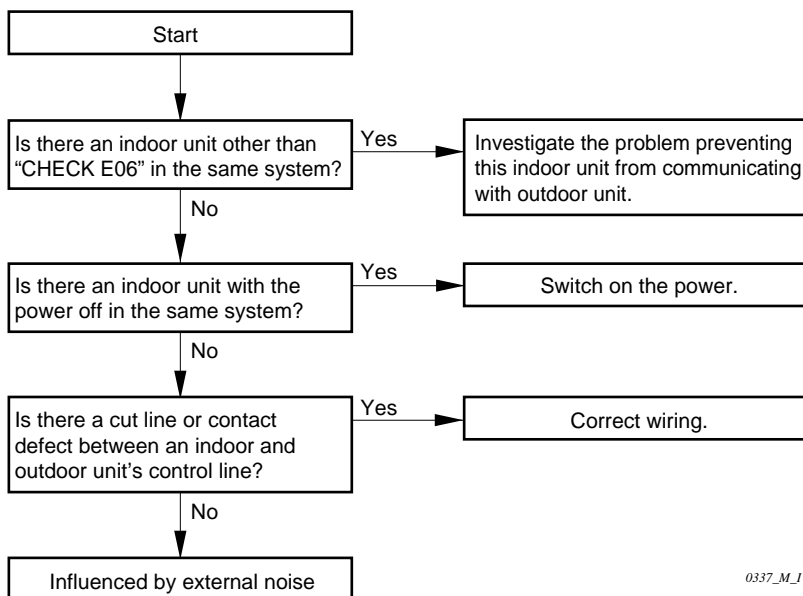 Start
Is there an indoor unit other than
“CHECK E06” in the same system?
Yes
Investigate the problem preventing
this indoor unit from communicating
with outdoor unit.
No
Is there an indoor unit with the
power off in the same system?
Yes
Switch on the power.
No
Is there a cut line or contact
defect between an indoor and
outdoor unit’s control line?
Yes
Correct wiring.
No
Influenced by external noise
0337_M_I